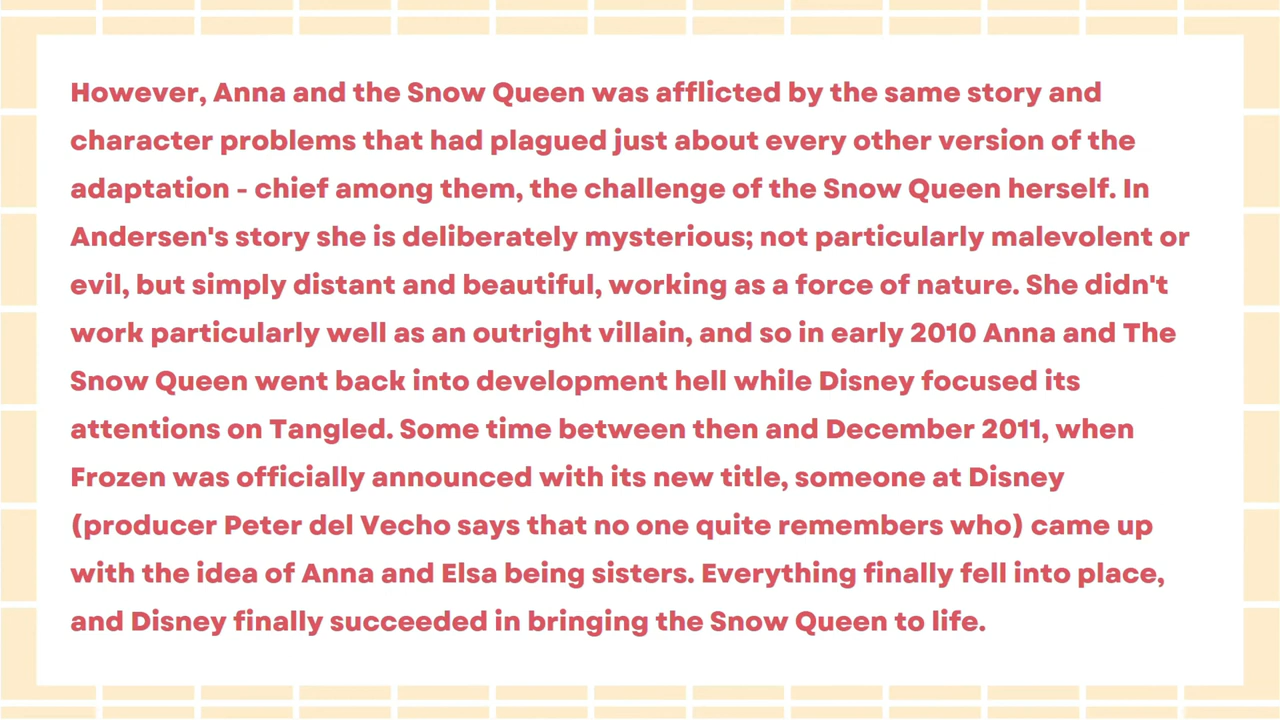 However, Anna and the Snow Queen was afflicted by the same story and
character problems that had plagued just about every other version of the
adaptation - chief among them, the challenge of the Snow Queen herself. In
Andersen's story she is deliberately mysterious; not particularly malevolent or
evil, but simply distant and beautiful, working as a force of nature. She didn't
work particularly well as an outright villain, and so in early 2010 Anna and The
Snow Queen went back into development hell while Disney focused its
attentions on Tangled. Some time between then and December 2011, when
Frozen was officially announced with its new title, someone at Disney
(producer Peter del Vecho says that no one quite remembers who) came up
with the idea of Anna and Elsa being sisters. Everything finally fell into place,
and Disney finally succeeded in bringing the Snow Queen to life.